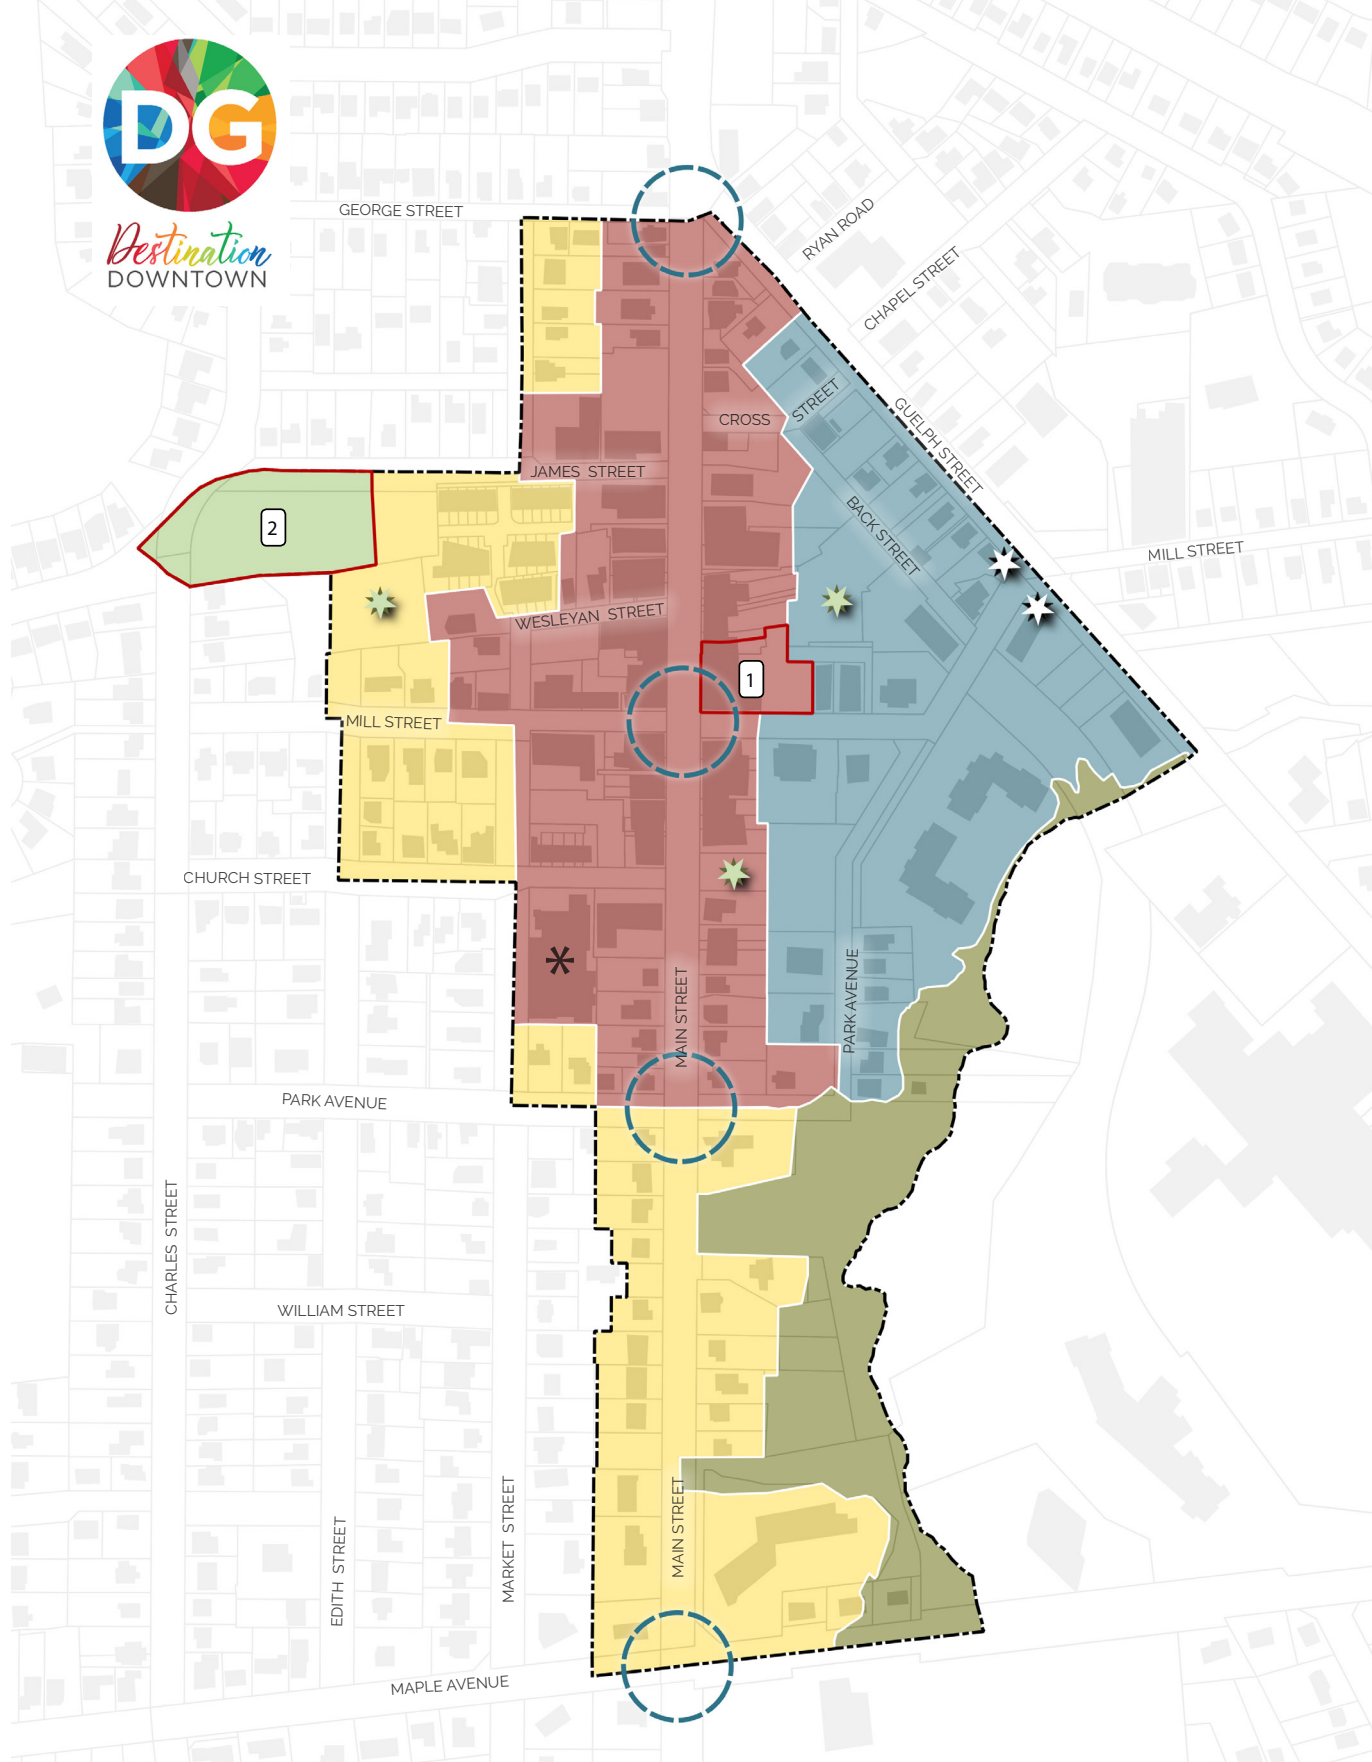 DG
Destination
DOWNTOWN
GEORGE STREET
RYAN ROAD
CHAPEL STREET
GUELPH STREET
CROSS
STREET
JAMES STREET
BACK STREET
2
MILL STREET
WESLEYAN STREET
1
MILL STREET
CHURCH STREET
*
MAIN STREET
PARK AVENUE
PARK AVENUE
CHARLES STREET
WILLIAM STREET
EDITH STREET
MARKET STREET
MAIN STREET
MAPLE AVENUE